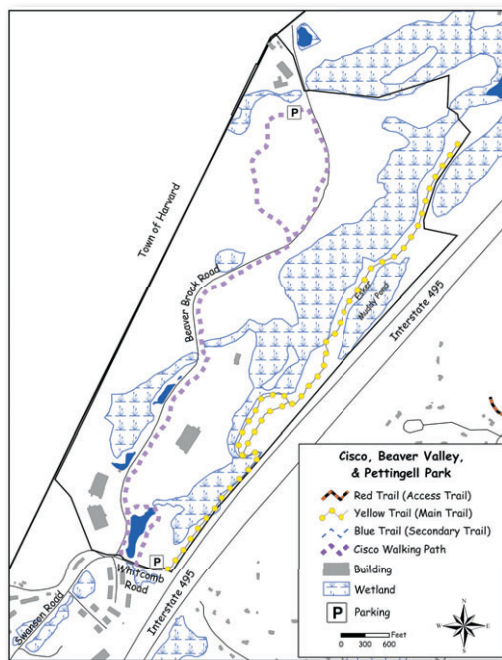 P
Town of Harvard
Beaver Brook Road
Esker
Muddy Pond
Interstate 495
P
Whitcomb
Road
Swanson Road
Interstate 495
Cisco, Beaver Valley,
& Pettingell Park
Red Trail (Access Trail)
Yellow Trail (Main Trail)
Blue Trail (Secondary Trail)
Cisco Walking Path
Building
Wetland
P Parking
Feet
0 300 600
N
W E
S